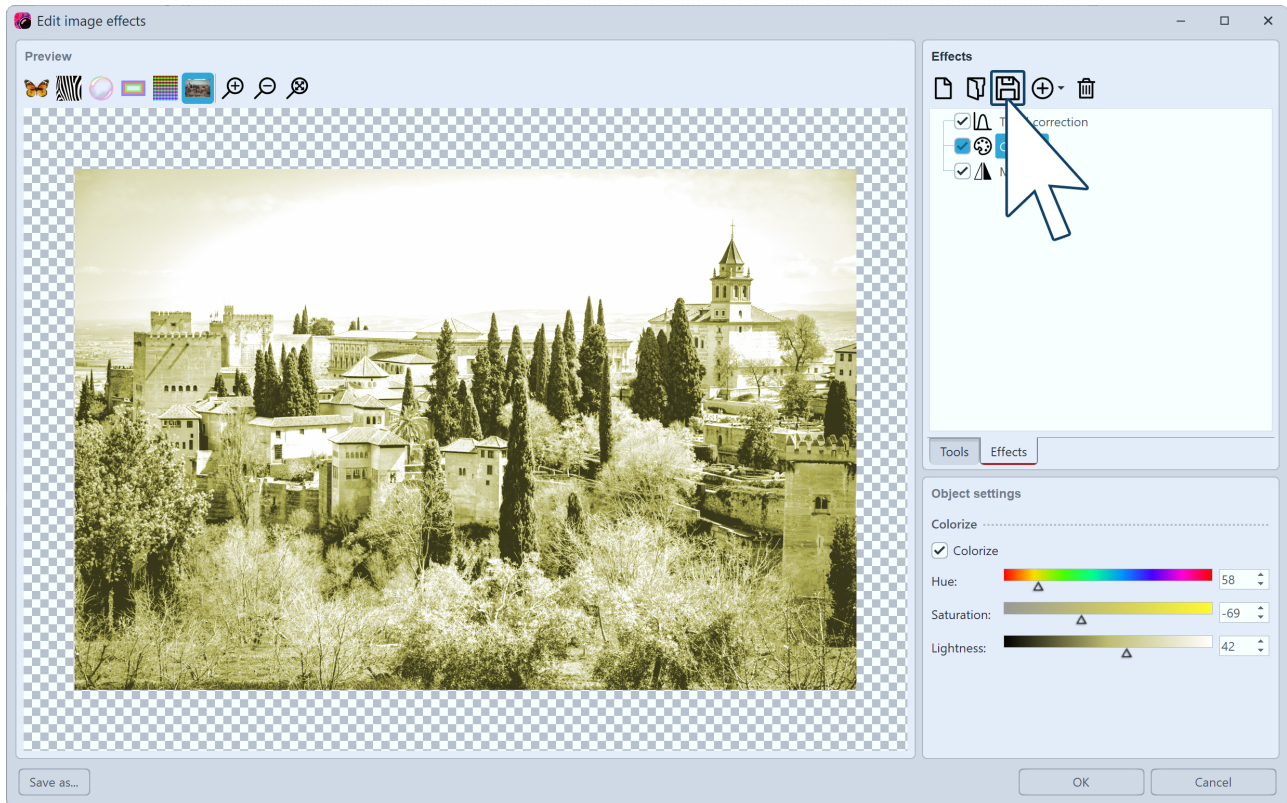 Edit image effects
Preview
Effects
correction
Tools
Effects
Object settings
Colorize
Colorize
Hue:
58
Saturation:
-69
Lightness:
42
Save as...
OK
Cancel